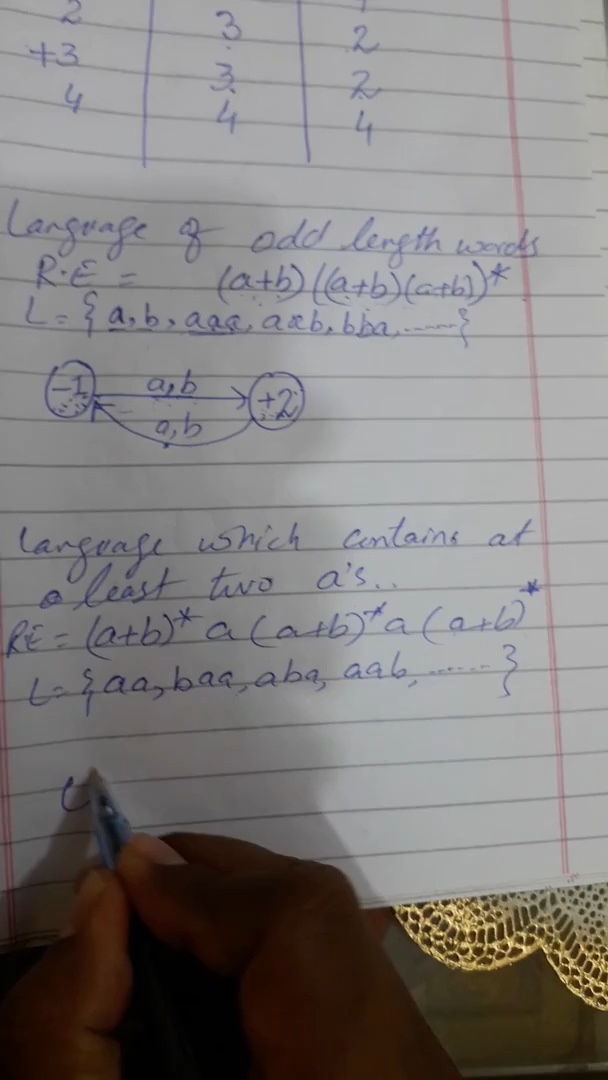 2 3 2
+3 3 2
4 4 4
Language of odd length words
R.E = (a+b)((a+b)(a+b))*
L = {a, b, aaa, aab, bba, ......}
-1 a,b +2
a,b
Language which contains at
a least two a's..
RE = (a+b)* a (a+b)* a (a+b)*
L = {aa, baa, aba, aab, ......}